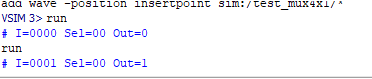 add wave -position insertpoint sim:/test_mux4x1/*
VSIM 3> run
# I=0000 Sel=00 Out=0
run
# I=0001 Sel=00 Out=1